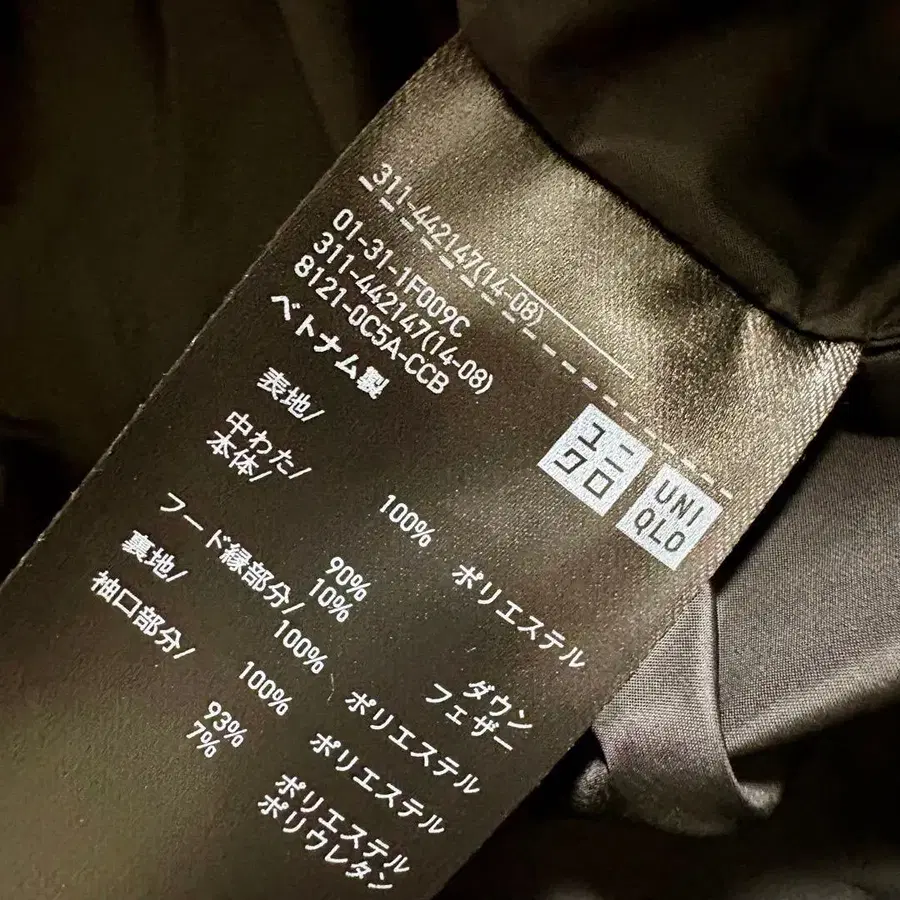 311-442147(14-08)
01-31-1F009C
311-442147(14-08)
8121-0C5A-CCB
ベトナム製
ユニ
クロ
UNI
QLO
表地/
100% ポリエステル
中わた/
本体/
90% ダウン
10% フェザー
フード縁部分/
100% ポリエステル
裏地/
100% ポリエステル
袖口部分/
93% ポリエステル
7% ポリウレタン